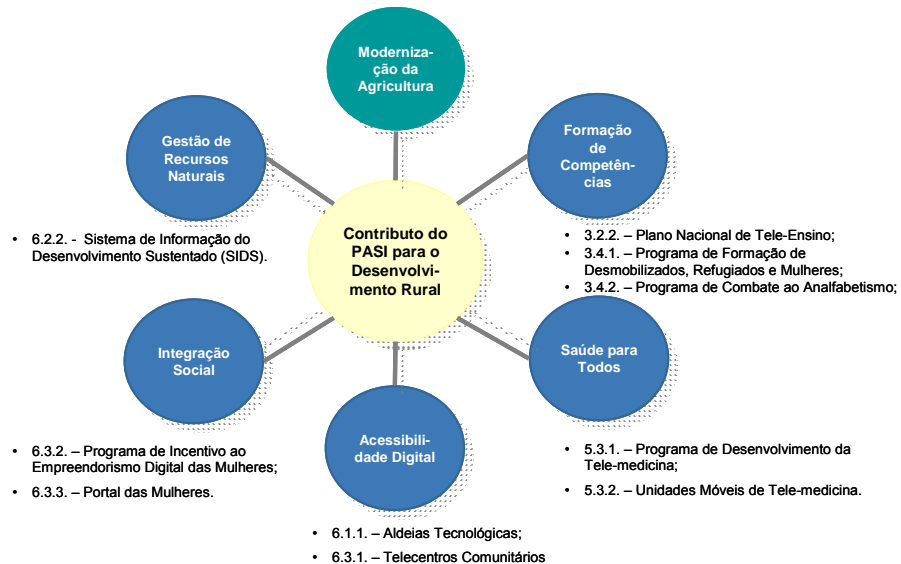 Moderniza-
ção da
Agricultura
Gestão de
Recursos
Naturais
Formação
de
Competên-
cias
• 6.2.2. - Sistema de Informação do
Desenvolvimento Sustentado (SIDS).
Contributo do
PASI para o
Desenvolvi-
mento Rural
• 3.2.2. – Plano Nacional de Tele-Ensino;
• 3.4.1. – Programa de Formação de
Desmobilizados, Refugiados e Mulheres;
• 3.4.2. – Programa de Combate ao Analfabetismo;
Integração
Social
Saúde para
Todos
• 6.3.2. – Programa de Incentivo ao
Empreendorismo Digital das Mulheres;
• 6.3.3. – Portal das Mulheres.
Acessibili-
dade Digital
• 5.3.1. – Programa de Desenvolvimento da
Tele-medicina;
• 5.3.2. – Unidades Móveis de Tele-medicina.
• 6.1.1. – Aldeias Tecnológicas;
• 6.3.1. – Telecentros Comunitários